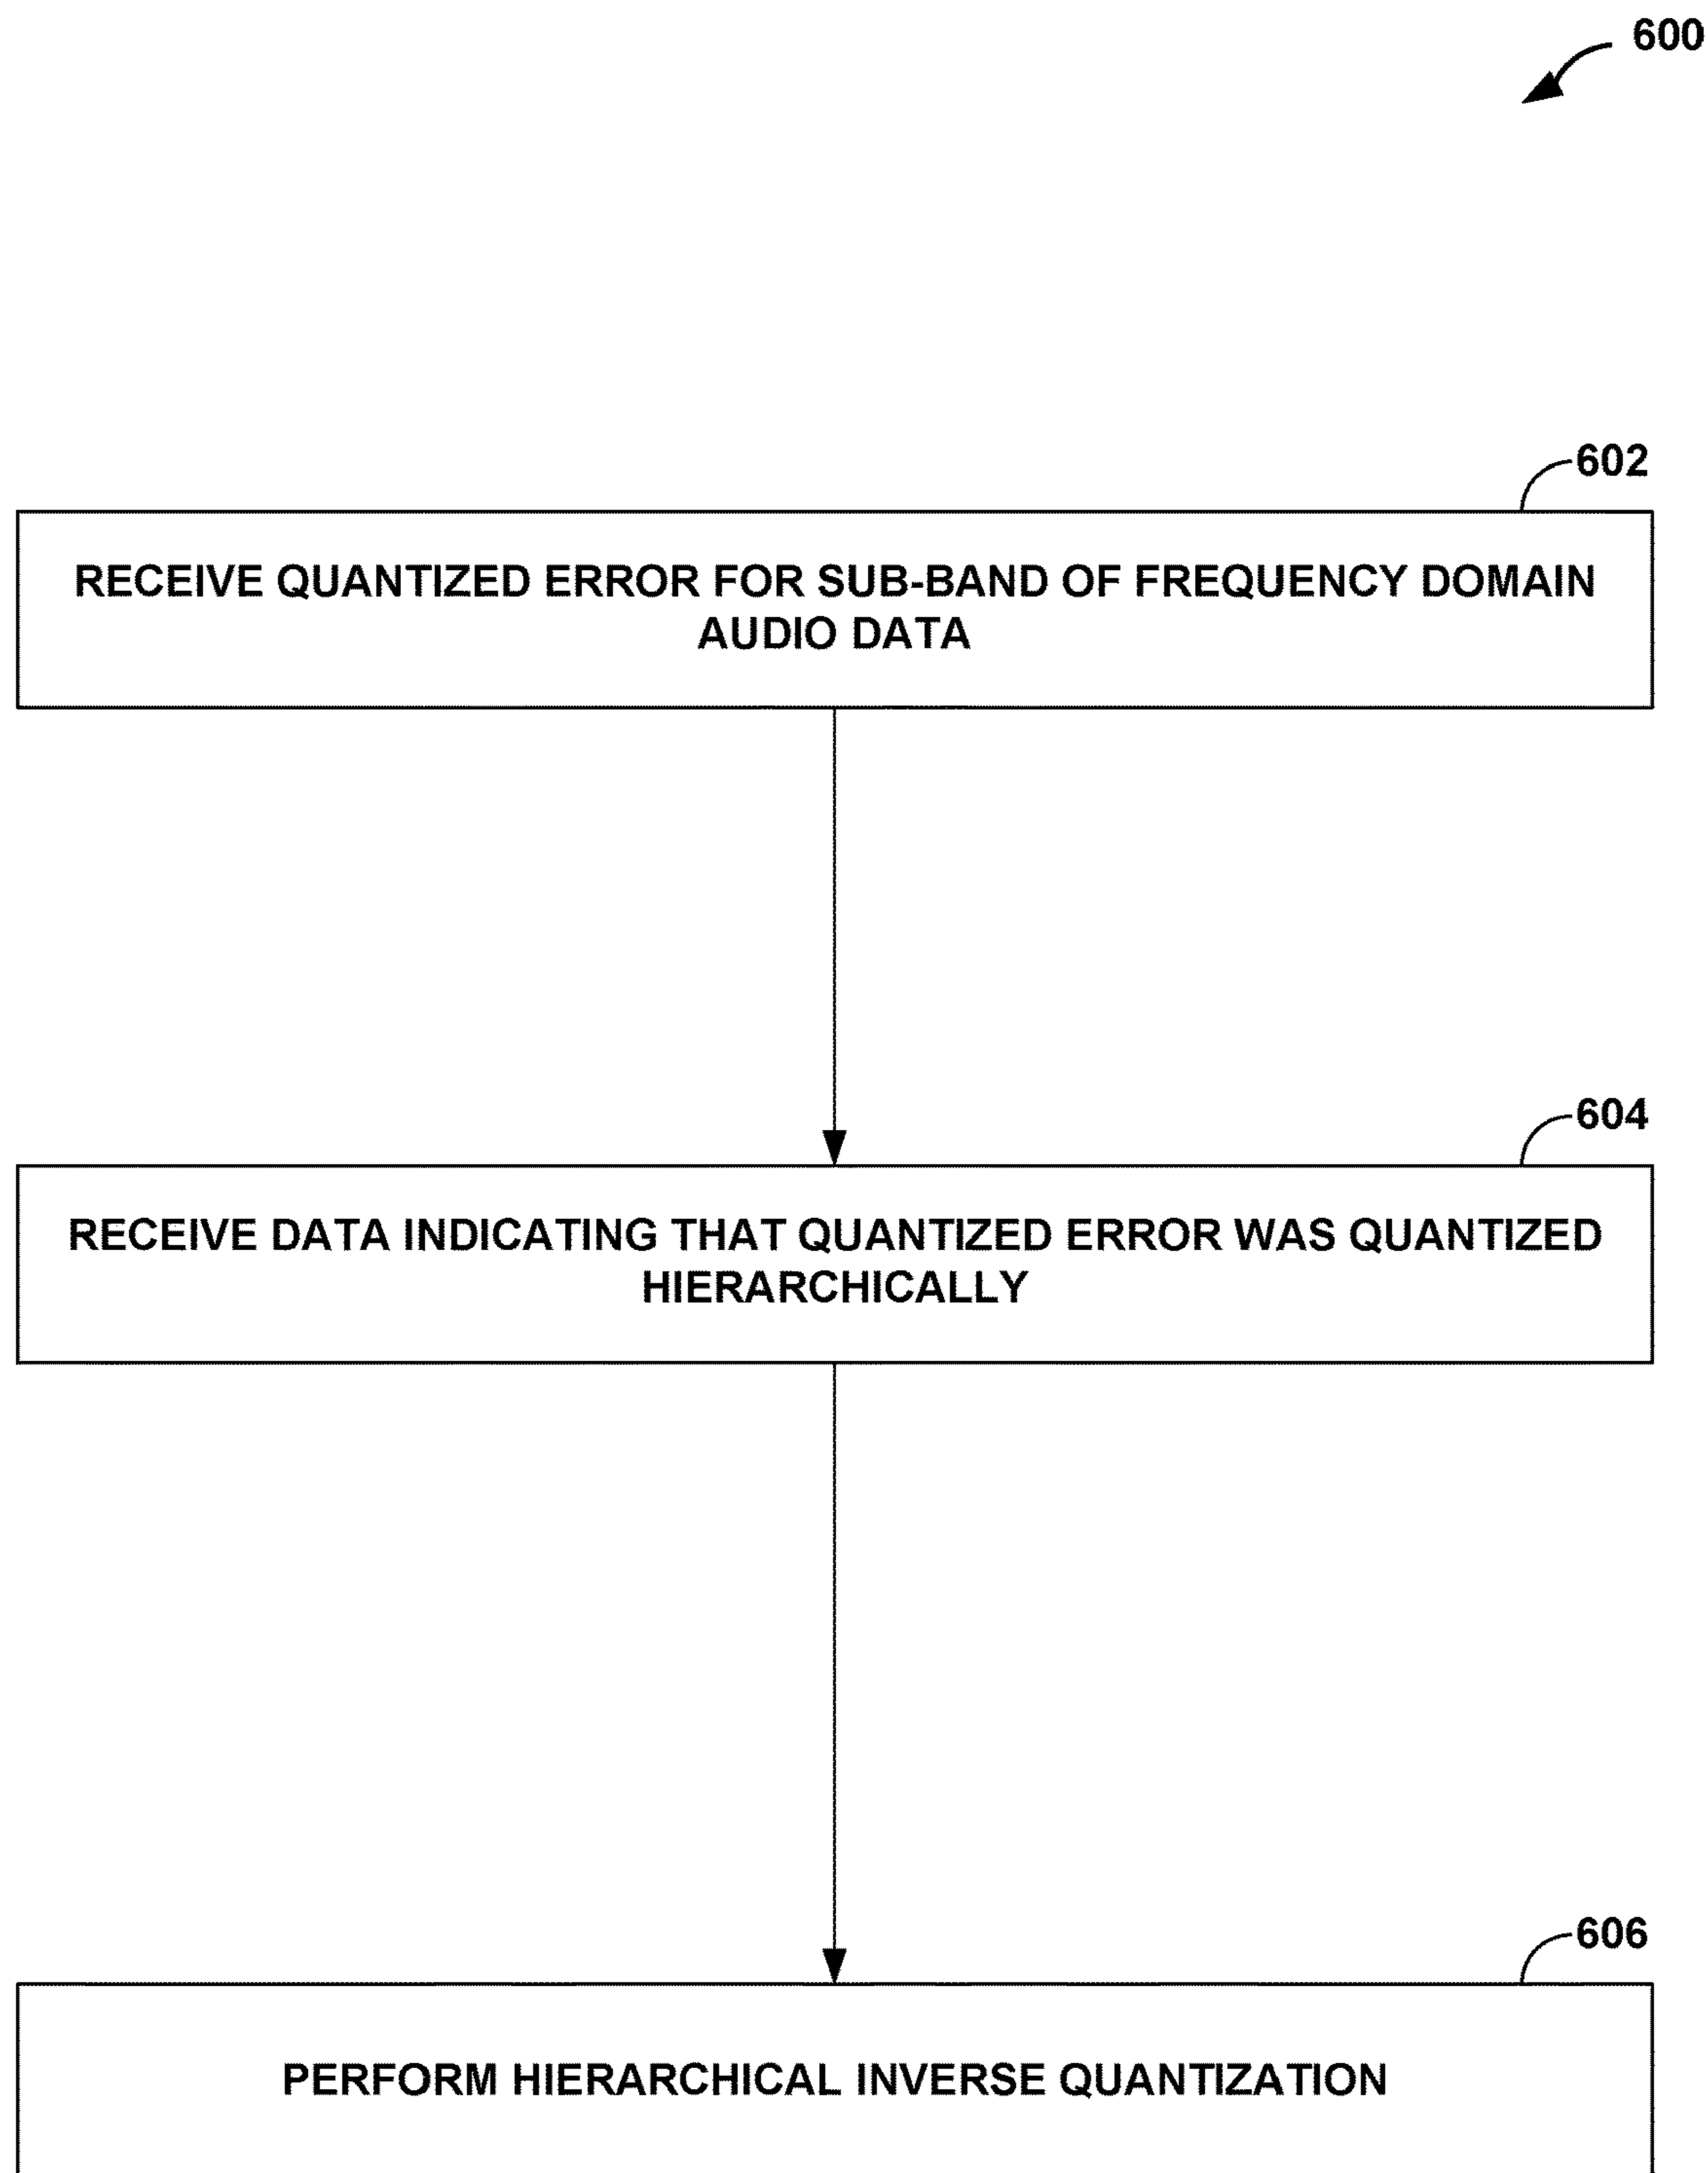 600
602
RECEIVE QUANTIZED ERROR FOR SUB-BAND OF FREQUENCY DOMAIN
AUDIO DATA
604
RECEIVE DATA INDICATING THAT QUANTIZED ERROR WAS QUANTIZED
HIERARCHICALLY
606
PERFORM HIERARCHICAL INVERSE QUANTIZATION